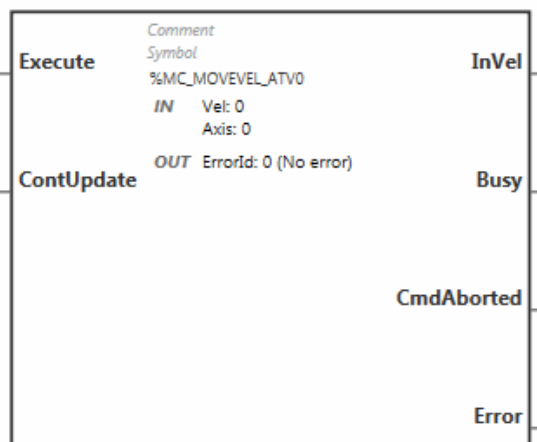 Comment
Execute
Symbol
InVel
%MC_MOVEVEL_ATV0
IN Vel: 0
Axis: 0
OUT ErrorId: 0 (No error)
ContUpdate
Busy
CmdAborted
Error